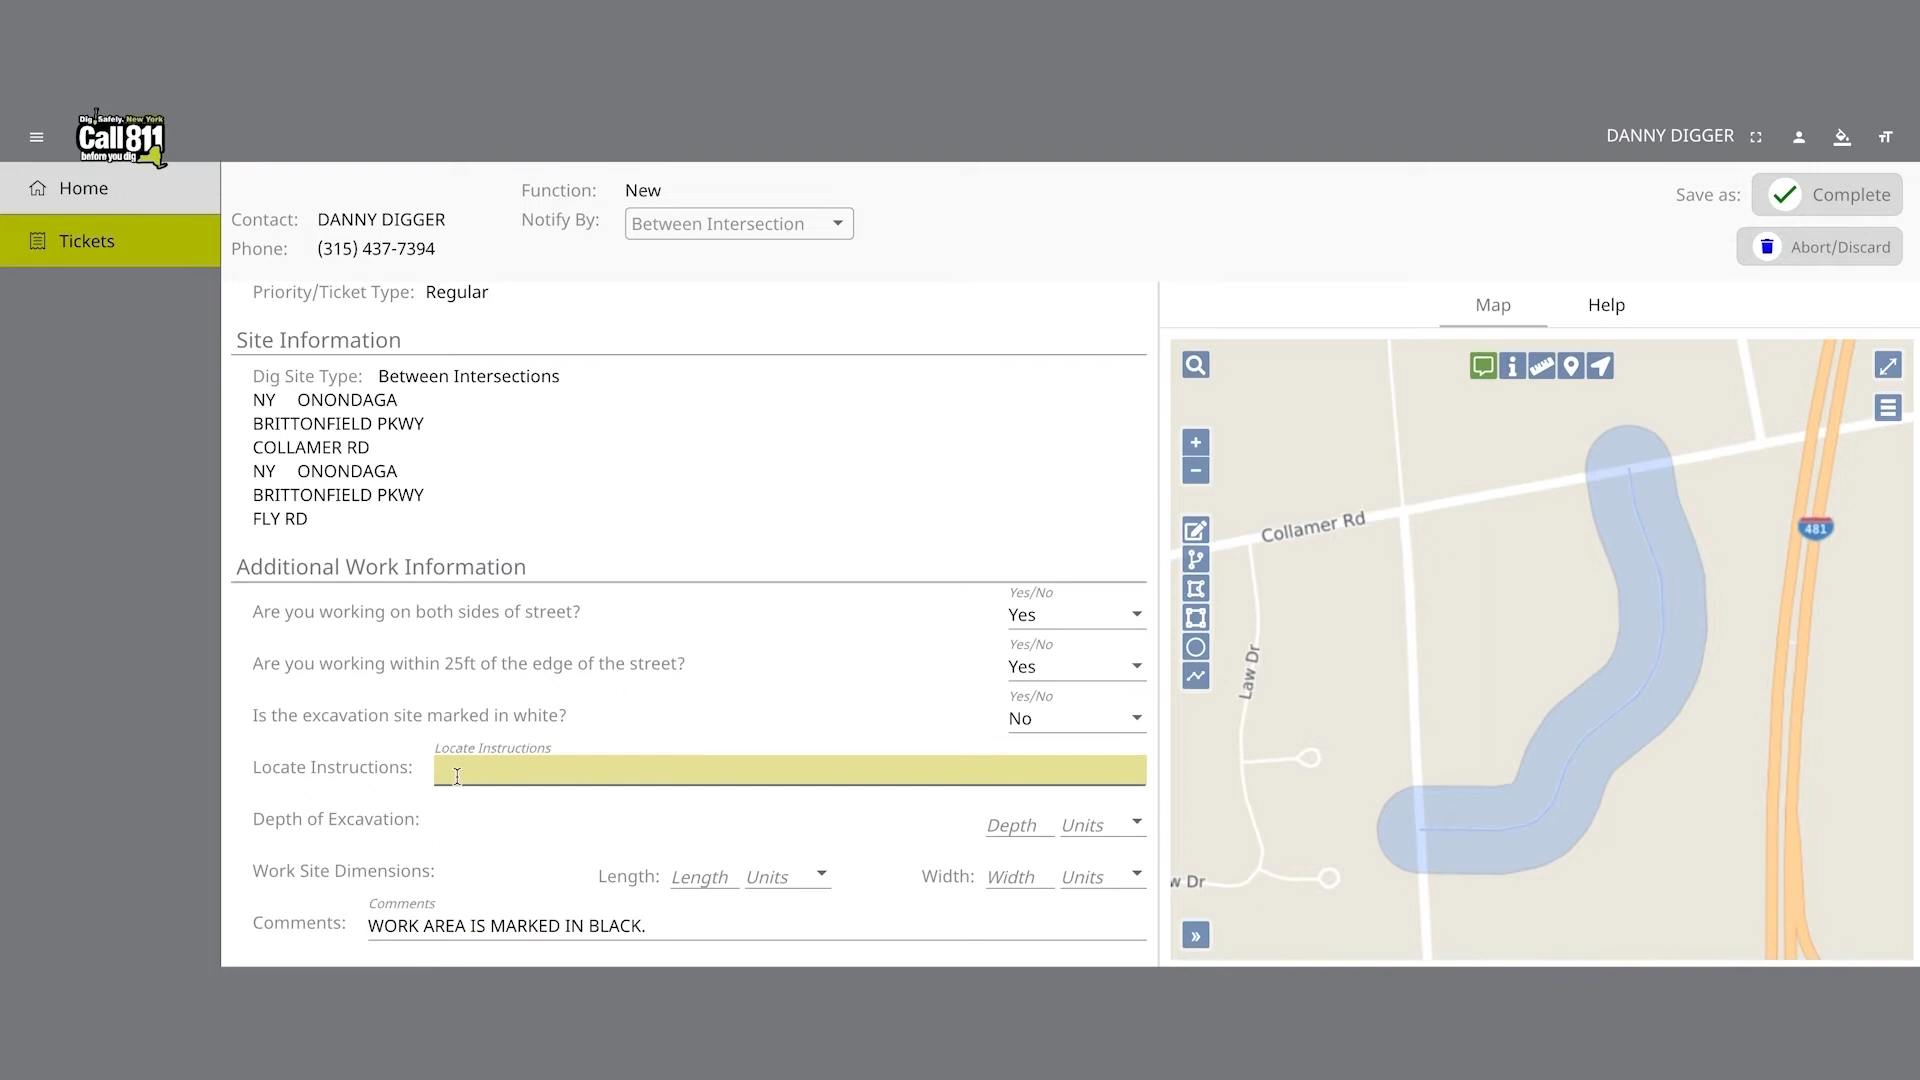 Dig Safely. New York
Call 811
before you dig
DANNY DIGGER
Home
Tickets
Contact: DANNY DIGGER
Phone: (315) 437-7394
Function: New
Notify By: Between Intersection
Save as: Complete
Abort/Discard
Priority/Ticket Type: Regular
Site Information
Dig Site Type: Between Intersections
NY ONONDAGA
BRITTONFIELD PKWY
COLLAMER RD
NY ONONDAGA
BRITTONFIELD PKWY
FLY RD
Additional Work Information
Yes/No
Are you working on both sides of street? Yes
Yes/No
Are you working within 25ft of the edge of the street? Yes
Yes/No
Is the excavation site marked in white? No
Locate Instructions
Locate Instructions:
Depth of Excavation: Depth Units
Work Site Dimensions: Length: Length Units Width: Width Units
Comments
Comments: WORK AREA IS MARKED IN BLACK.
Map Help
Collamer Rd
481
Law Dr
w Dr